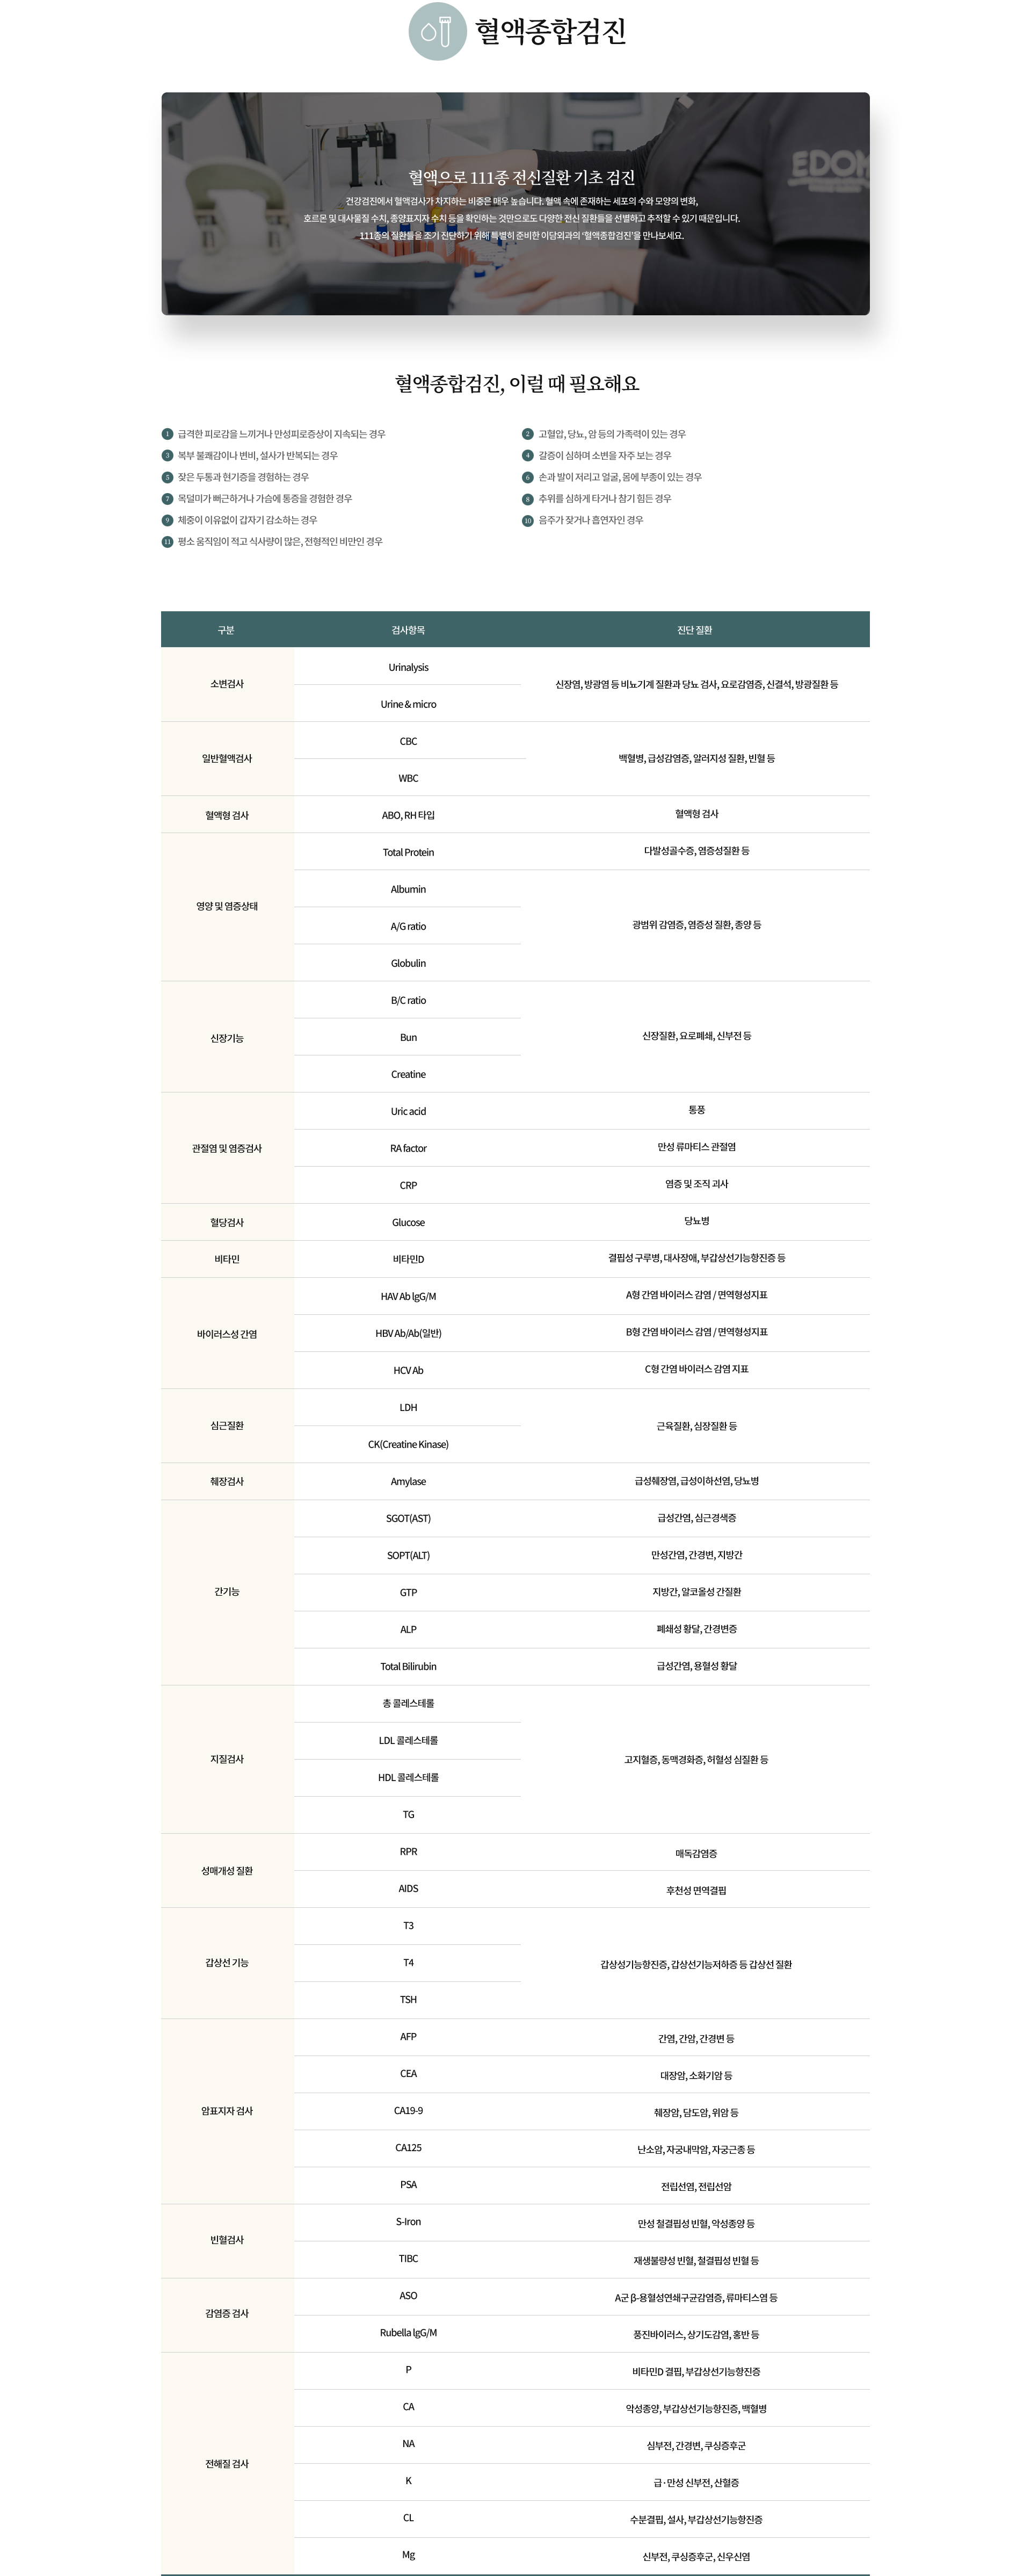 혈액종합검진
EDOM
혈액으로 111종 전신질환 기초 검진
건강검진에서 혈액검사가 차지하는 비중은 매우 높습니다. 혈액 속에 존재하는 세포의 수와 모양의 변화,
호르몬 및 대사물질 수치, 종양표지자 수치 등을 확인하는 것만으로도 다양한 전신 질환들을 선별하고 추적할 수 있기 때문입니다.
111종의 질환들을 조기 진단하기 위해 특별히 준비한 이담외과의 '혈액종합검진'을 만나보세요.
혈액종합검진, 이럴 때 필요해요
1 급격한 피로감을 느끼거나 만성피로증상이 지속되는 경우
2 고혈압, 당뇨, 암 등의 가족력이 있는 경우
3 복부 불쾌감이나 변비, 설사가 반복되는 경우
4 갈증이 심하며 소변을 자주 보는 경우
5 잦은 두통과 현기증을 경험하는 경우
6 손과 발이 저리고 얼굴, 몸에 부종이 있는 경우
7 목덜미가 뻐근하거나 가슴에 통증을 경험한 경우
8 추위를 심하게 타거나 참기 힘든 경우
9 체중이 이유없이 갑자기 감소하는 경우
10 음주가 잦거나 흡연자인 경우
11 평소 움직임이 적고 식사량이 많은, 전형적인 비만인 경우
구분 검사항목 진단 질환
소변검사
Urinalysis
Urine & micro
신장염, 방광염 등 비뇨기계 질환과 당뇨 검사, 요로감염증, 신결석, 방광질환 등
일반혈액검사
CBC
WBC
백혈병, 급성감염증, 알러지성 질환, 빈혈 등
혈액형 검사 ABO, RH 타입 혈액형 검사
영양 및 염증상태
Total Protein 다발성골수증, 염증성질환 등
Albumin
A/G ratio
Globulin
광범위 감염증, 염증성 질환, 종양 등
신장기능
B/C ratio
Bun
Creatine
신장질환, 요로폐쇄, 신부전 등
관절염 및 염증검사
Uric acid 통풍
RA factor 만성 류마티스 관절염
CRP 염증 및 조직 괴사
혈당검사 Glucose 당뇨병
비타민 비타민D 결핍성 구루병, 대사장애, 부갑상선기능항진증 등
바이러스성 간염
HAV Ab lgG/M A형 간염 바이러스 감염 / 면역형성지표
HBV Ab/Ab(일반) B형 간염 바이러스 감염 / 면역형성지표
HCV Ab C형 간염 바이러스 감염 지표
심근질환
LDH
CK(Creatine Kinase)
근육질환, 심장질환 등
췌장검사 Amylase 급성췌장염, 급성이하선염, 당뇨병
간기능
SGOT(AST) 급성간염, 심근경색증
SOPT(ALT) 만성간염, 간경변, 지방간
GTP 지방간, 알코올성 간질환
ALP 폐쇄성 황달, 간경변증
Total Bilirubin 급성간염, 용혈성 황달
지질검사
총 콜레스테롤
LDL 콜레스테롤
HDL 콜레스테롤
TG
고지혈증, 동맥경화증, 허혈성 심질환 등
성매개성 질환
RPR 매독감염증
AIDS 후천성 면역결핍
갑상선 기능
T3
T4
TSH
갑상성기능항진증, 갑상선기능저하증 등 갑상선 질환
암표지자 검사
AFP 간염, 간암, 간경변 등
CEA 대장암, 소화기암 등
CA19-9 췌장암, 담도암, 위암 등
CA125 난소암, 자궁내막암, 자궁근종 등
PSA 전립선염, 전립선암
빈혈검사
S-Iron 만성 철결핍성 빈혈, 악성종양 등
TIBC 재생불량성 빈혈, 철결핍성 빈혈 등
감염증 검사
ASO A군 β-용혈성연쇄구균감염증, 류마티스염 등
Rubella lgG/M 풍진바이러스, 상기도감염, 홍반 등
전해질 검사
P 비타민D 결핍, 부갑상선기능항진증
CA 악성종양, 부갑상선기능항진증, 백혈병
NA 심부전, 간경변, 쿠싱증후군
K 급·만성 신부전, 산혈증
CL 수분결핍, 설사, 부갑상선기능항진증
Mg 신부전, 쿠싱증후군, 신우신염